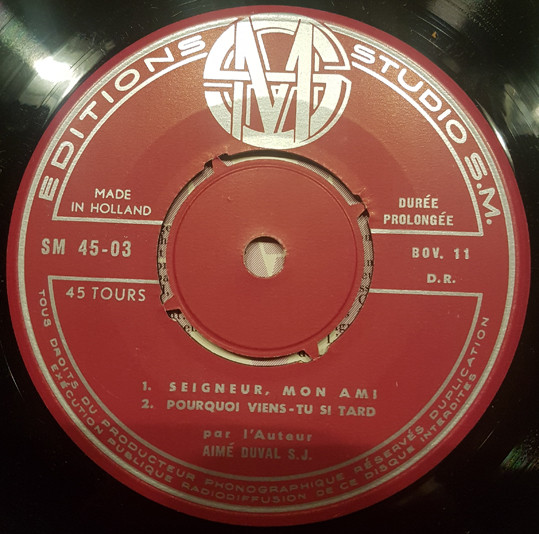 EDITIONS STUDIO S.M.
SM
MADE
IN HOLLAND
DURÉE
PROLONGÉE
SM 45-03
BOV. 11
D.R.
45 TOURS
1. SEIGNEUR, MON AMI
2. POURQUOI VIENS-TU SI TARD
par l'Auteur
AIMÉ DUVAL S.J.
TOUS DROITS DU PRODUCTEUR PHONOGRAPHIQUE RÉSERVÉS DUPLICATION
EXÉCUTION PUBLIQUE RADIODIFFUSION DE CE DISQUE INTERDITES